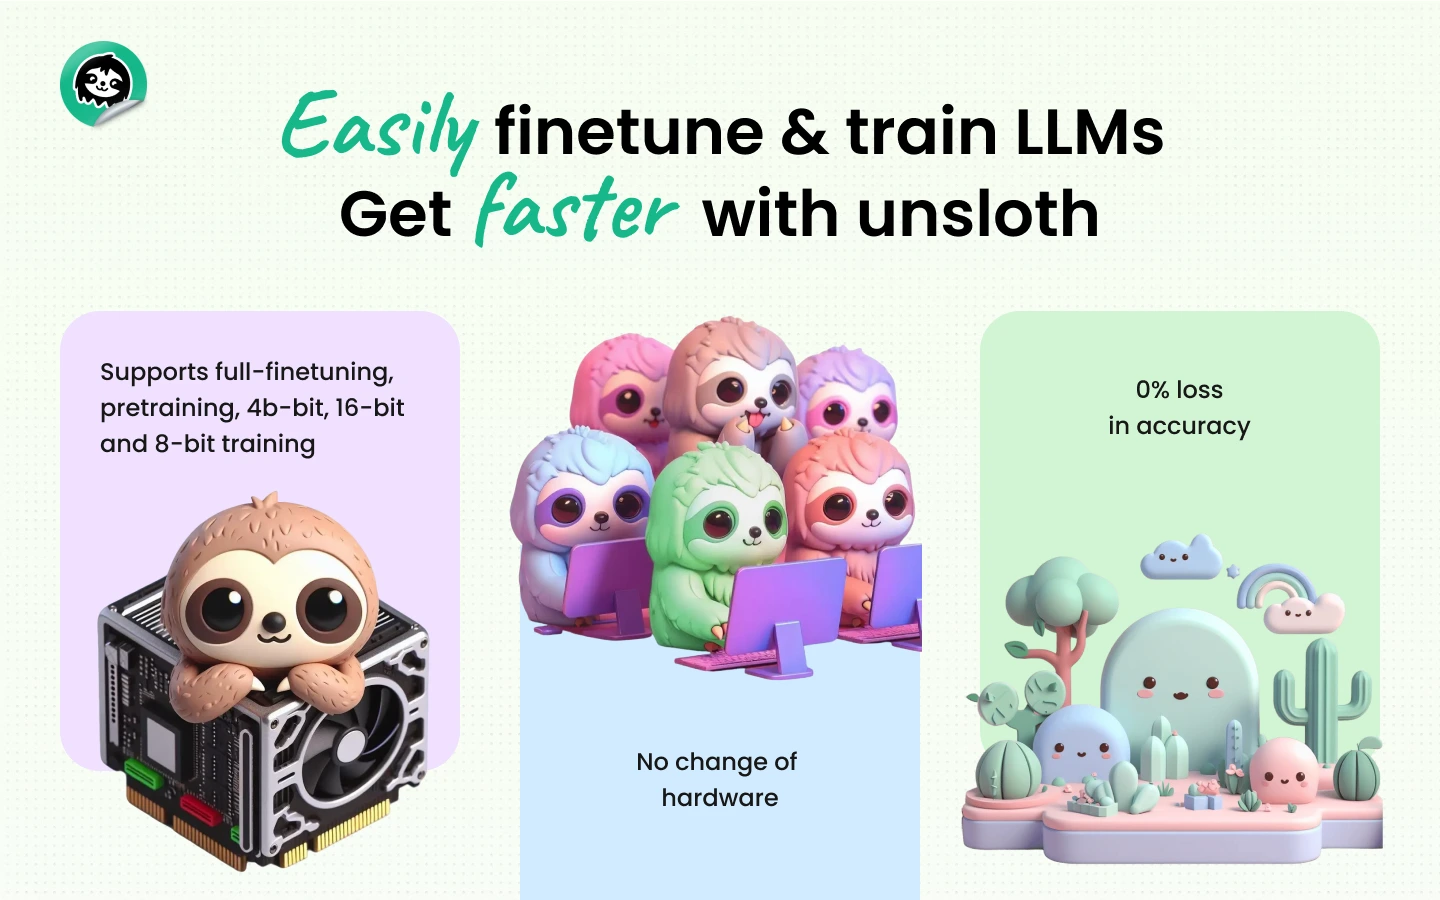 Easily finetune & train LLMs
Get faster with unsloth
Supports full-finetuning,
pretraining, 4b-bit, 16-bit
and 8-bit training
No change of
hardware
0% loss
in accuracy